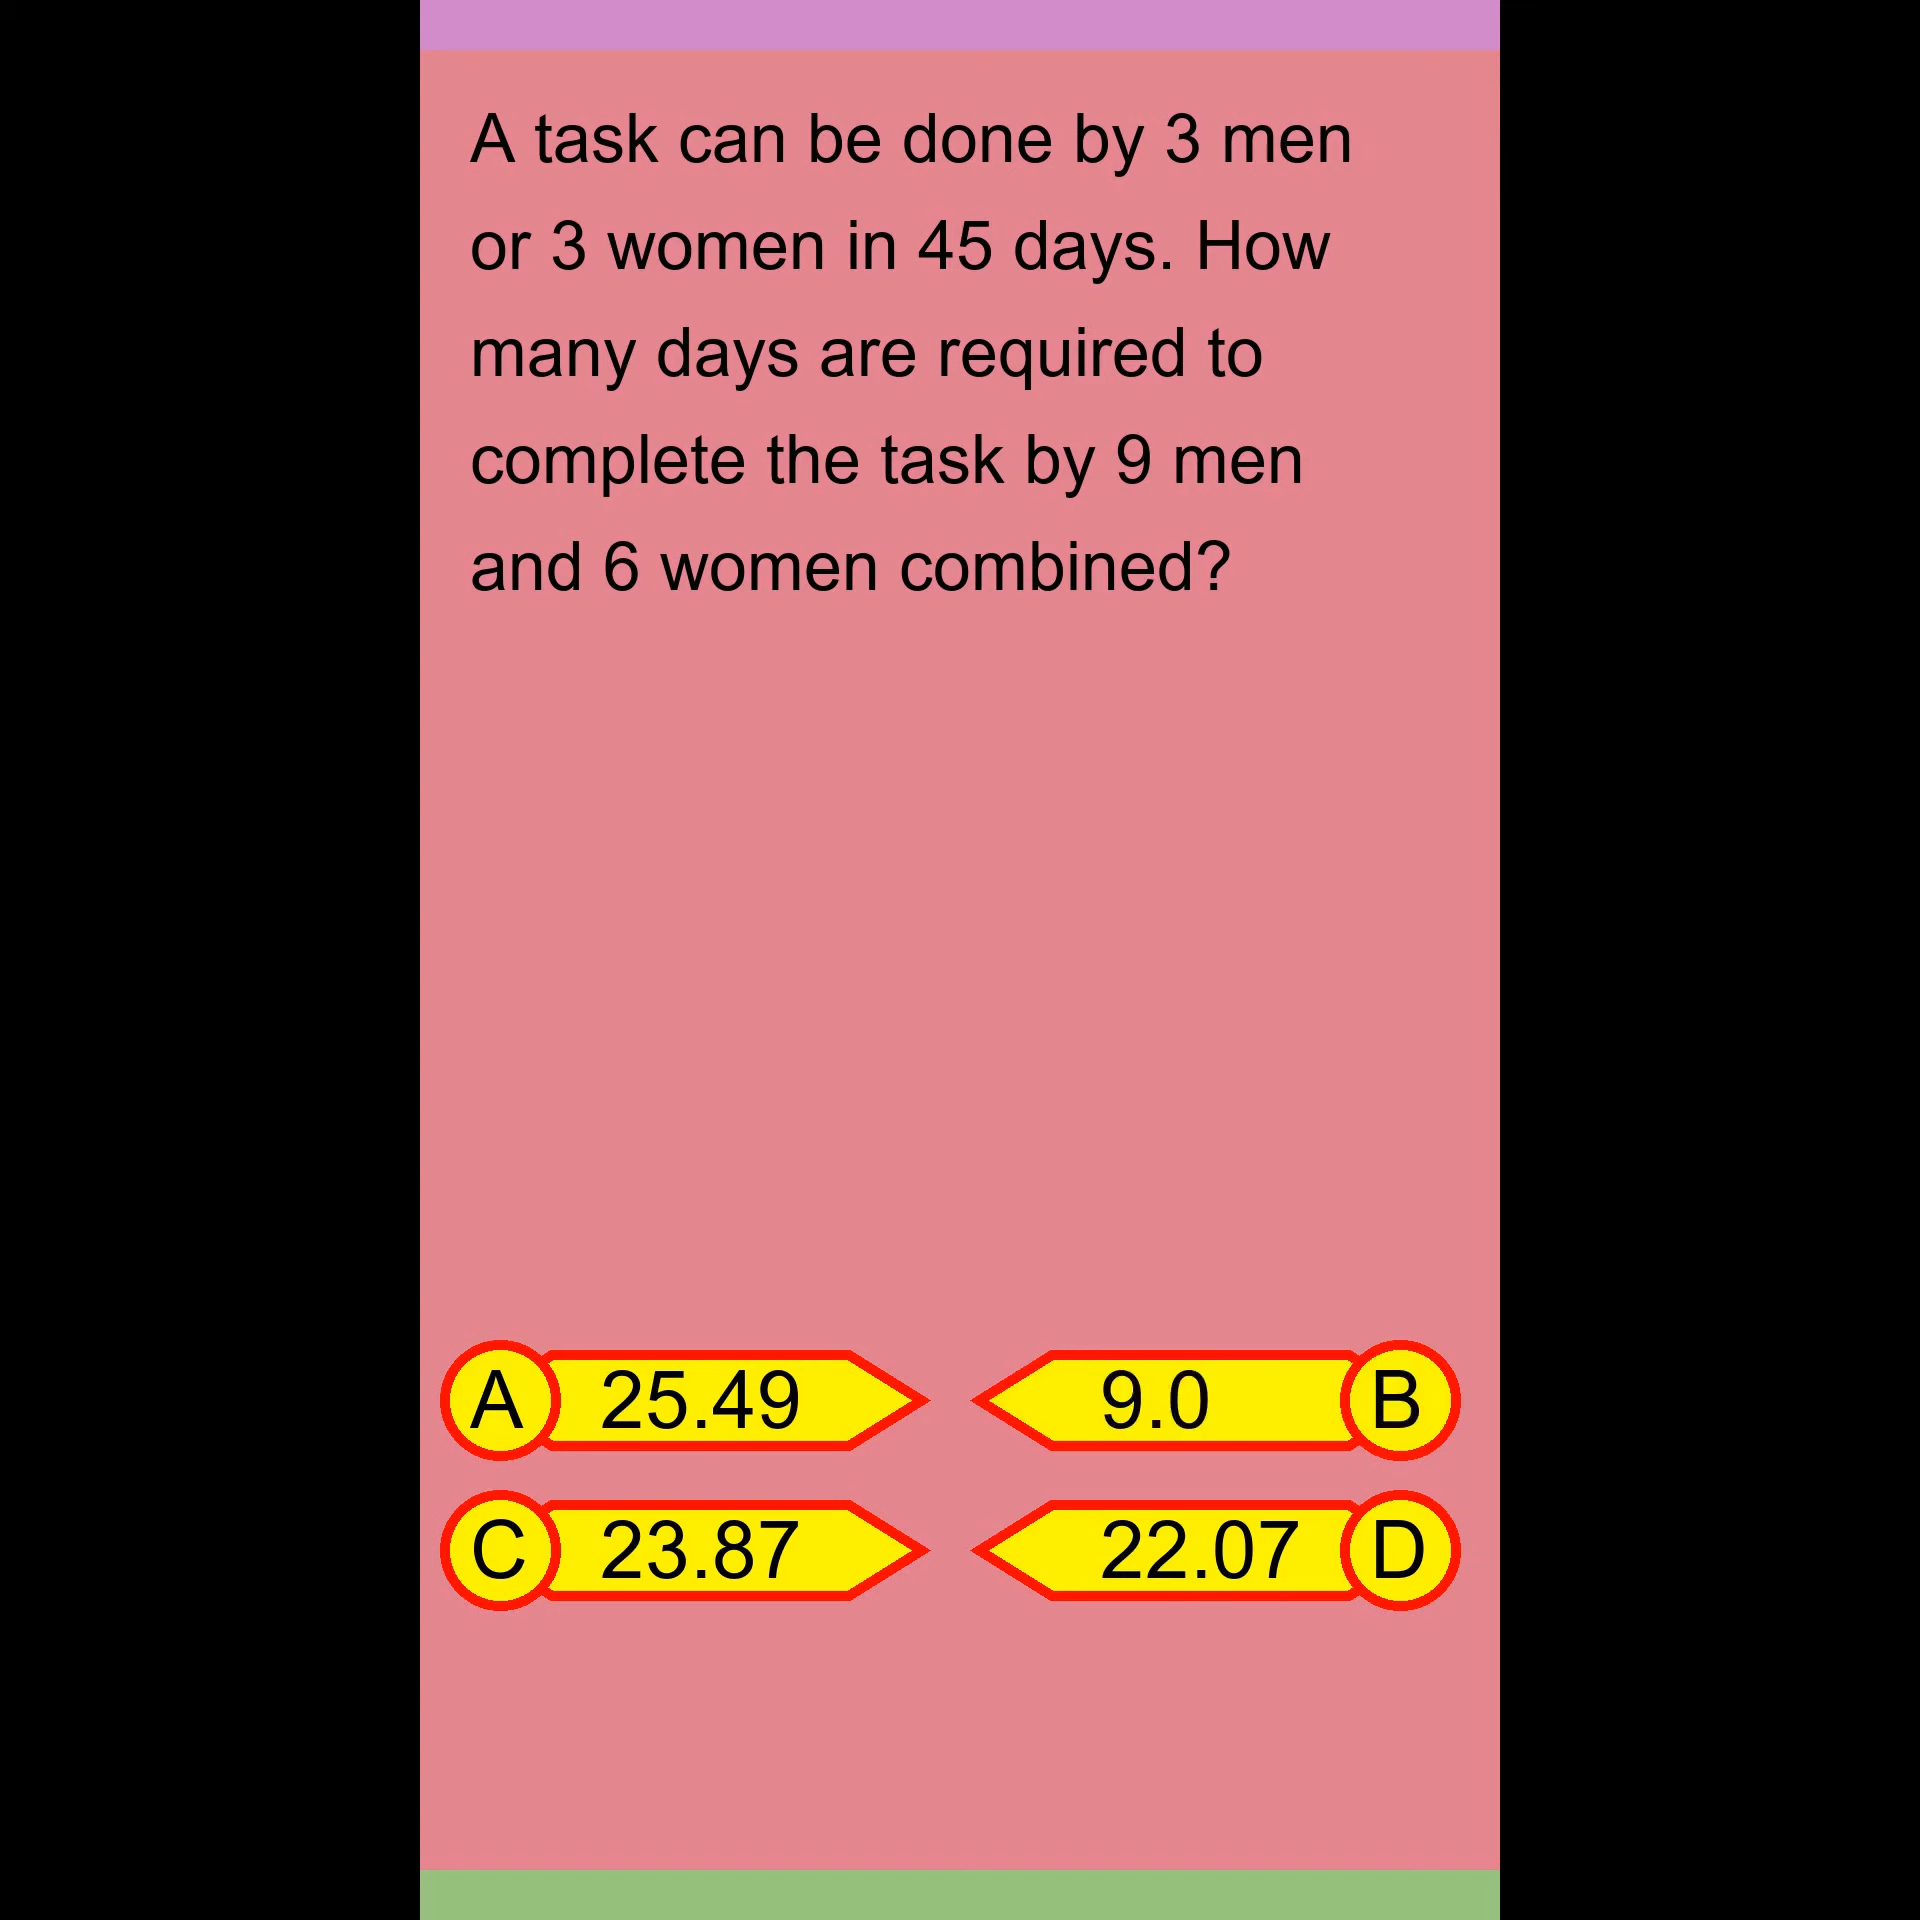 A task can be done by 3 men
or 3 women in 45 days. How
many days are required to
complete the task by 9 men
and 6 women combined?
A 25.49
9.0 B
C 23.87
22.07 D